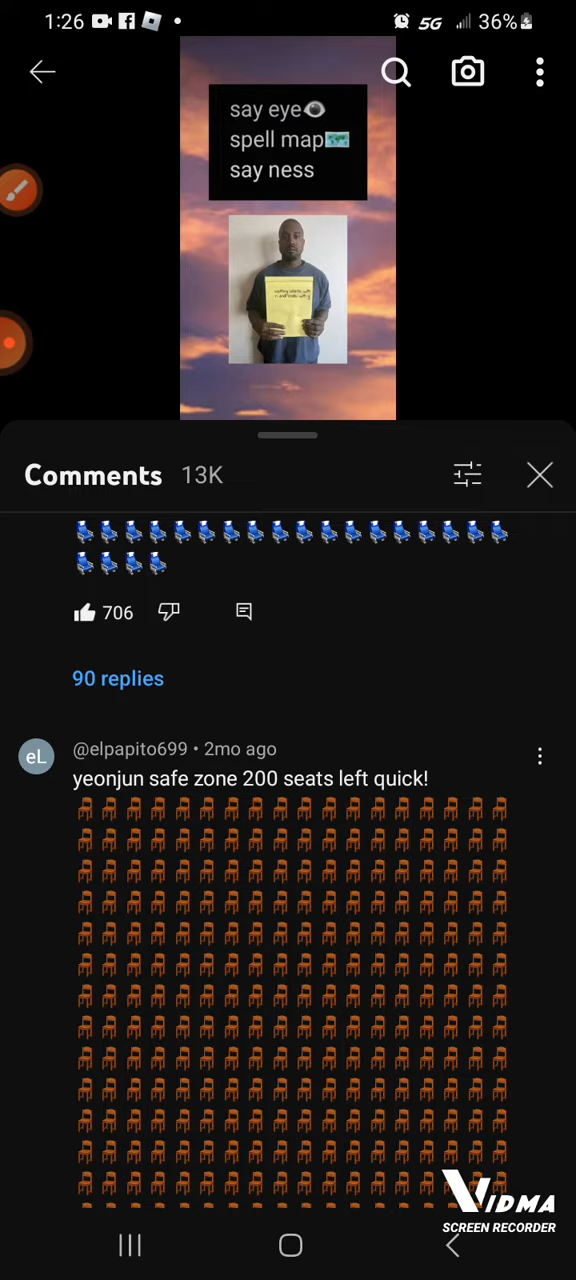 1:26
5G
36%
say eye👁
spell map🗺
say ness
Comments 13K
706
90 replies
eL
@elpapito699 • 2mo ago
yeonjun safe zone 200 seats left quick!
VIDMA
SCREEN RECORDER